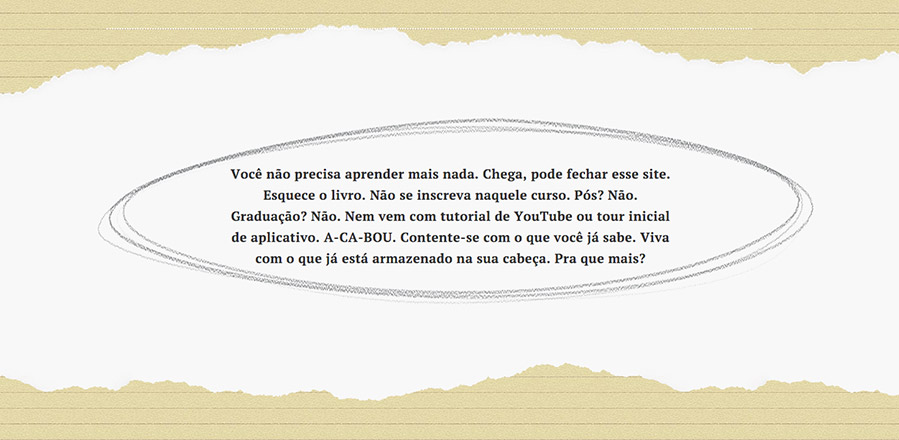 Você não precisa aprender mais nada. Chega, pode fechar esse site.
Esquece o livro. Não se inscreva naquele curso. Pós? Não.
Graduação? Não. Nem vem com tutorial de YouTube ou tour inicial
de aplicativo. A-CA-BOU. Contente-se com o que você já sabe. Viva
com o que já está armazenado na sua cabeça. Pra que mais?